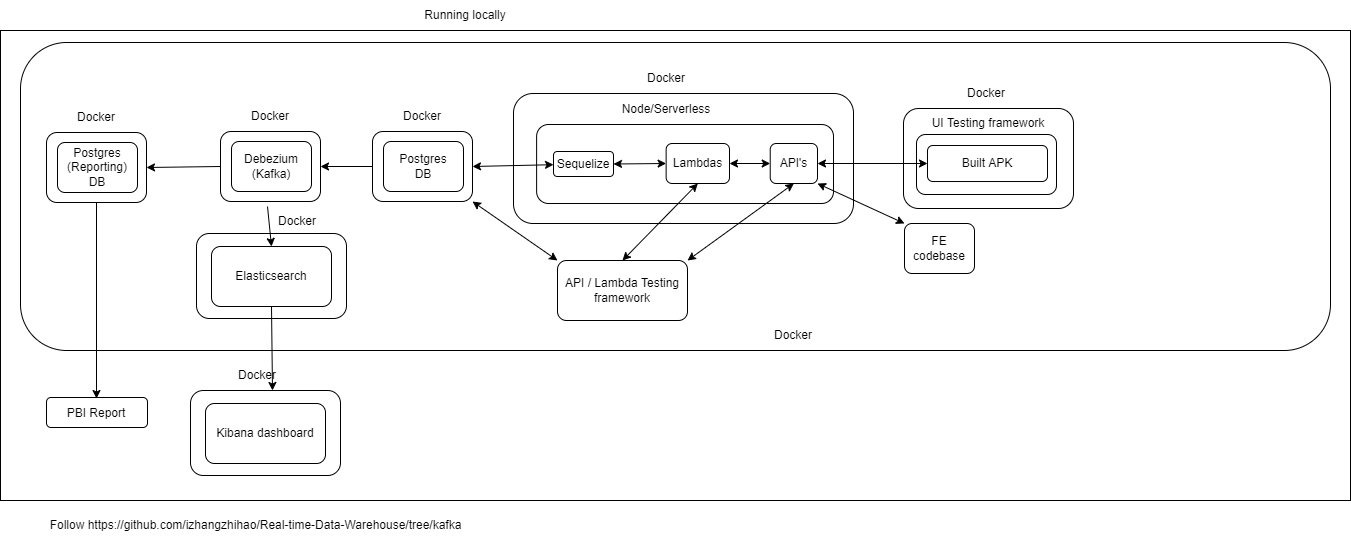 Running locally
Docker
Docker
Docker
Docker
Docker
Node/Serverless
UI Testing framework
Postgres
(Reporting)
DB
Debezium
(Kafka)
Postgres
DB
Sequelize
Lambdas
API's
Built APK
Docker
Elasticsearch
FE
codebase
API / Lambda Testing
framework
Docker
Docker
PBI Report
Kibana dashboard
Follow https://github.com/izhangzhihao/Real-time-Data-Warehouse/tree/kafka